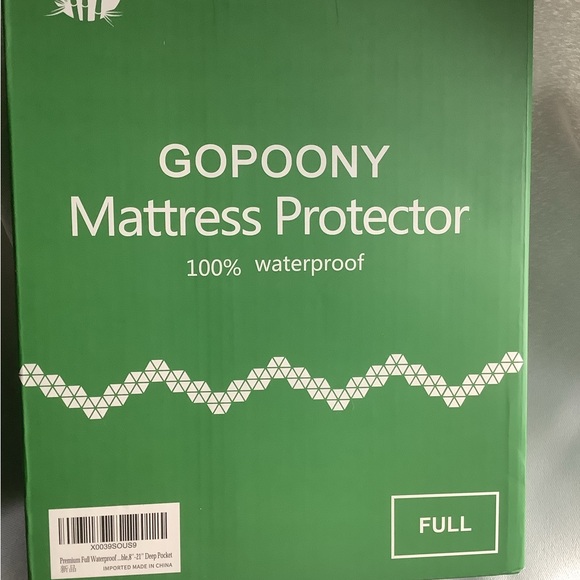 GOPOONY
Mattress Protector
100% waterproof
X0039SOUS9
Premium Full Waterproof ...ble,8"-21" Deep Pocket
新品
IMPORTED MADE IN CHINA
FULL